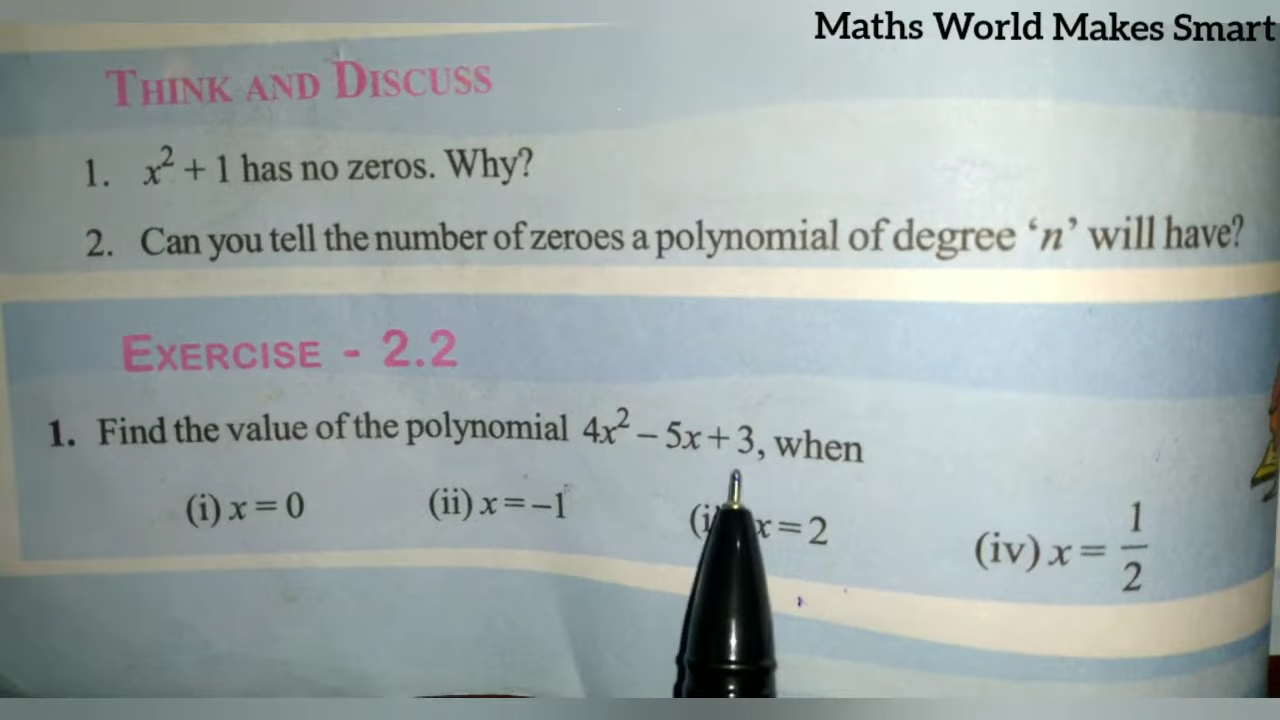 Maths World Makes Smart
THINK AND DISCUSS
1. x² + 1 has no zeros. Why?
2. Can you tell the number of zeroes a polynomial of degree ‘n’ will have?
EXERCISE - 2.2
1. Find the value of the polynomial 4x² – 5x + 3, when
(i) x = 0 (ii) x = –1 (i x = 2 (iv) x = 1/2